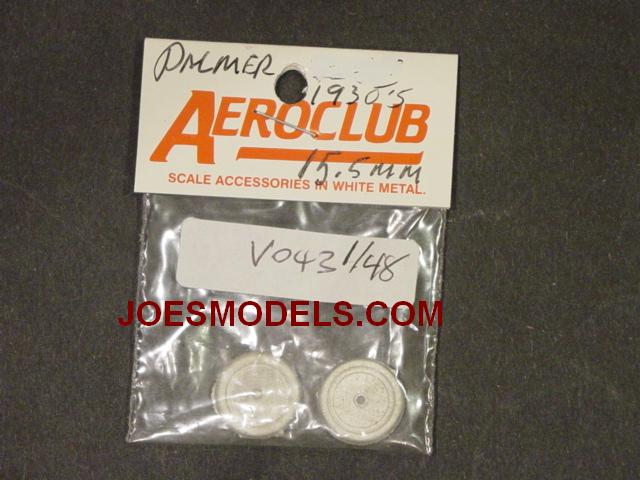 PALMER
1930'S
AEROCLUB
15.5MM
SCALE ACCESSORIES IN WHITE METAL.
V043 1/48
JOESMODELS.COM